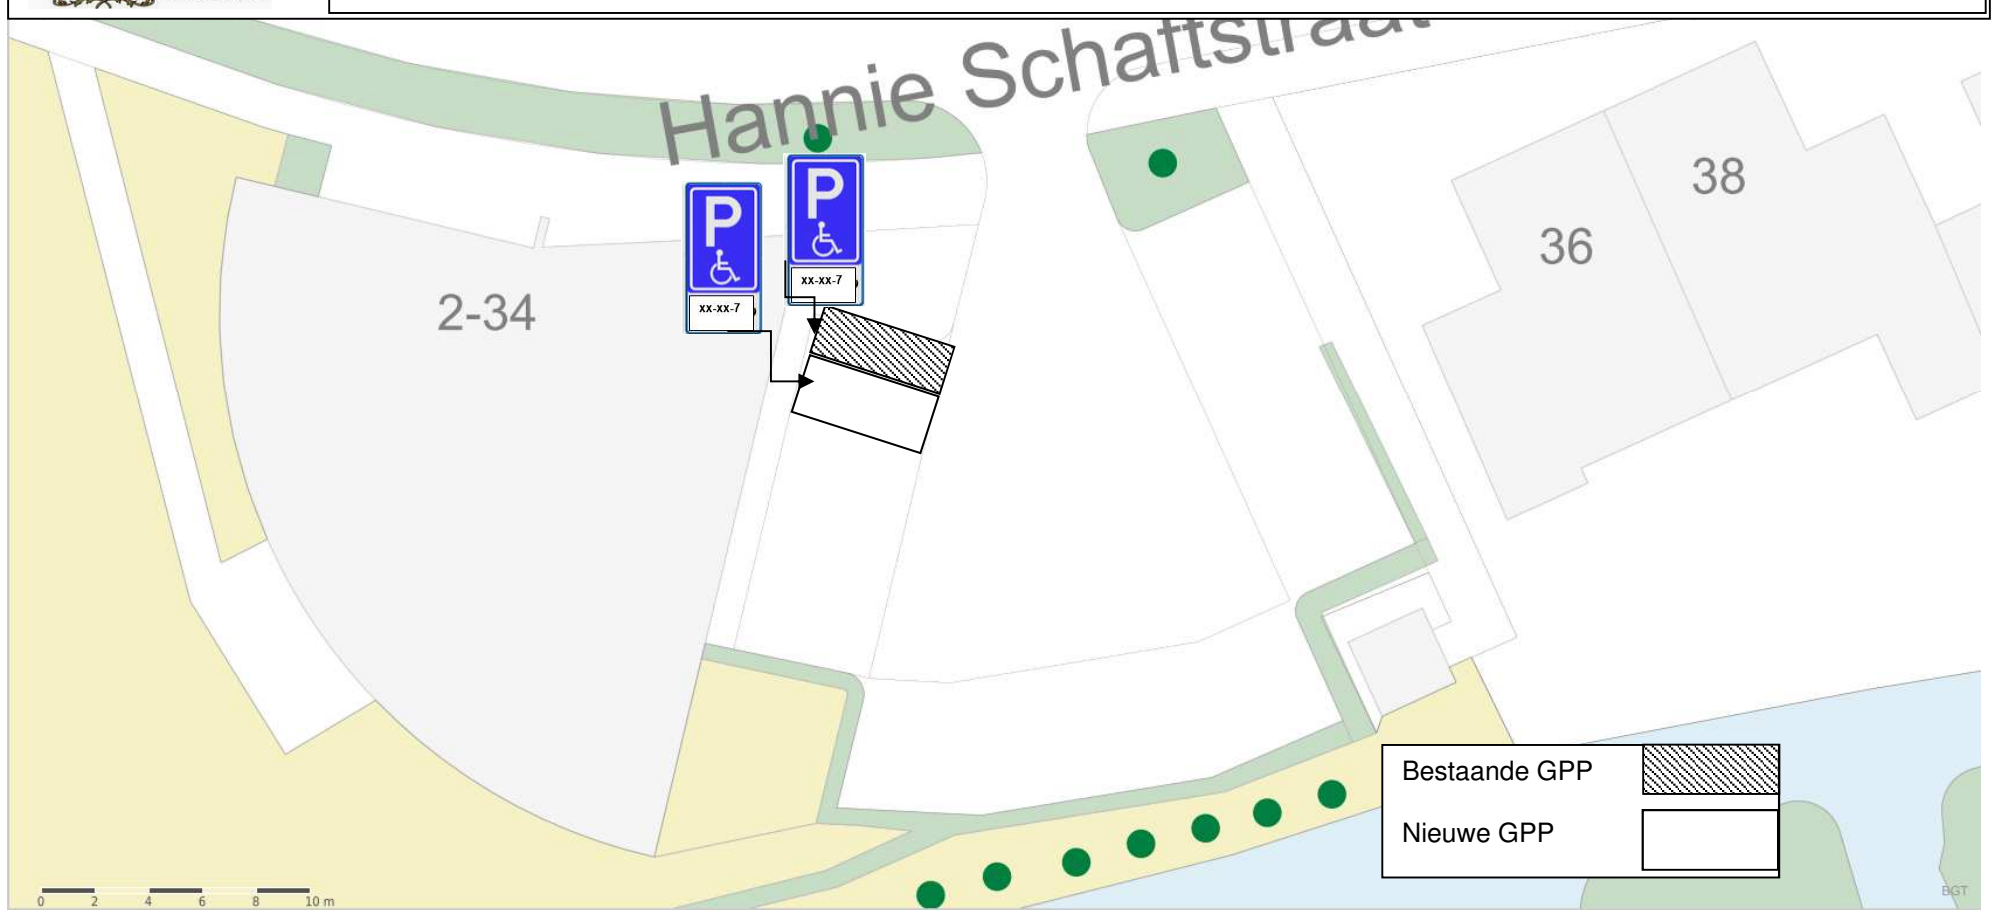 Hannie Schaftstraat
38
36
2-34
P
P
xx-xx-7
xx-xx-7
Bestaande GPP
Nieuwe GPP
0 2 4 6 8 10 m
BGT